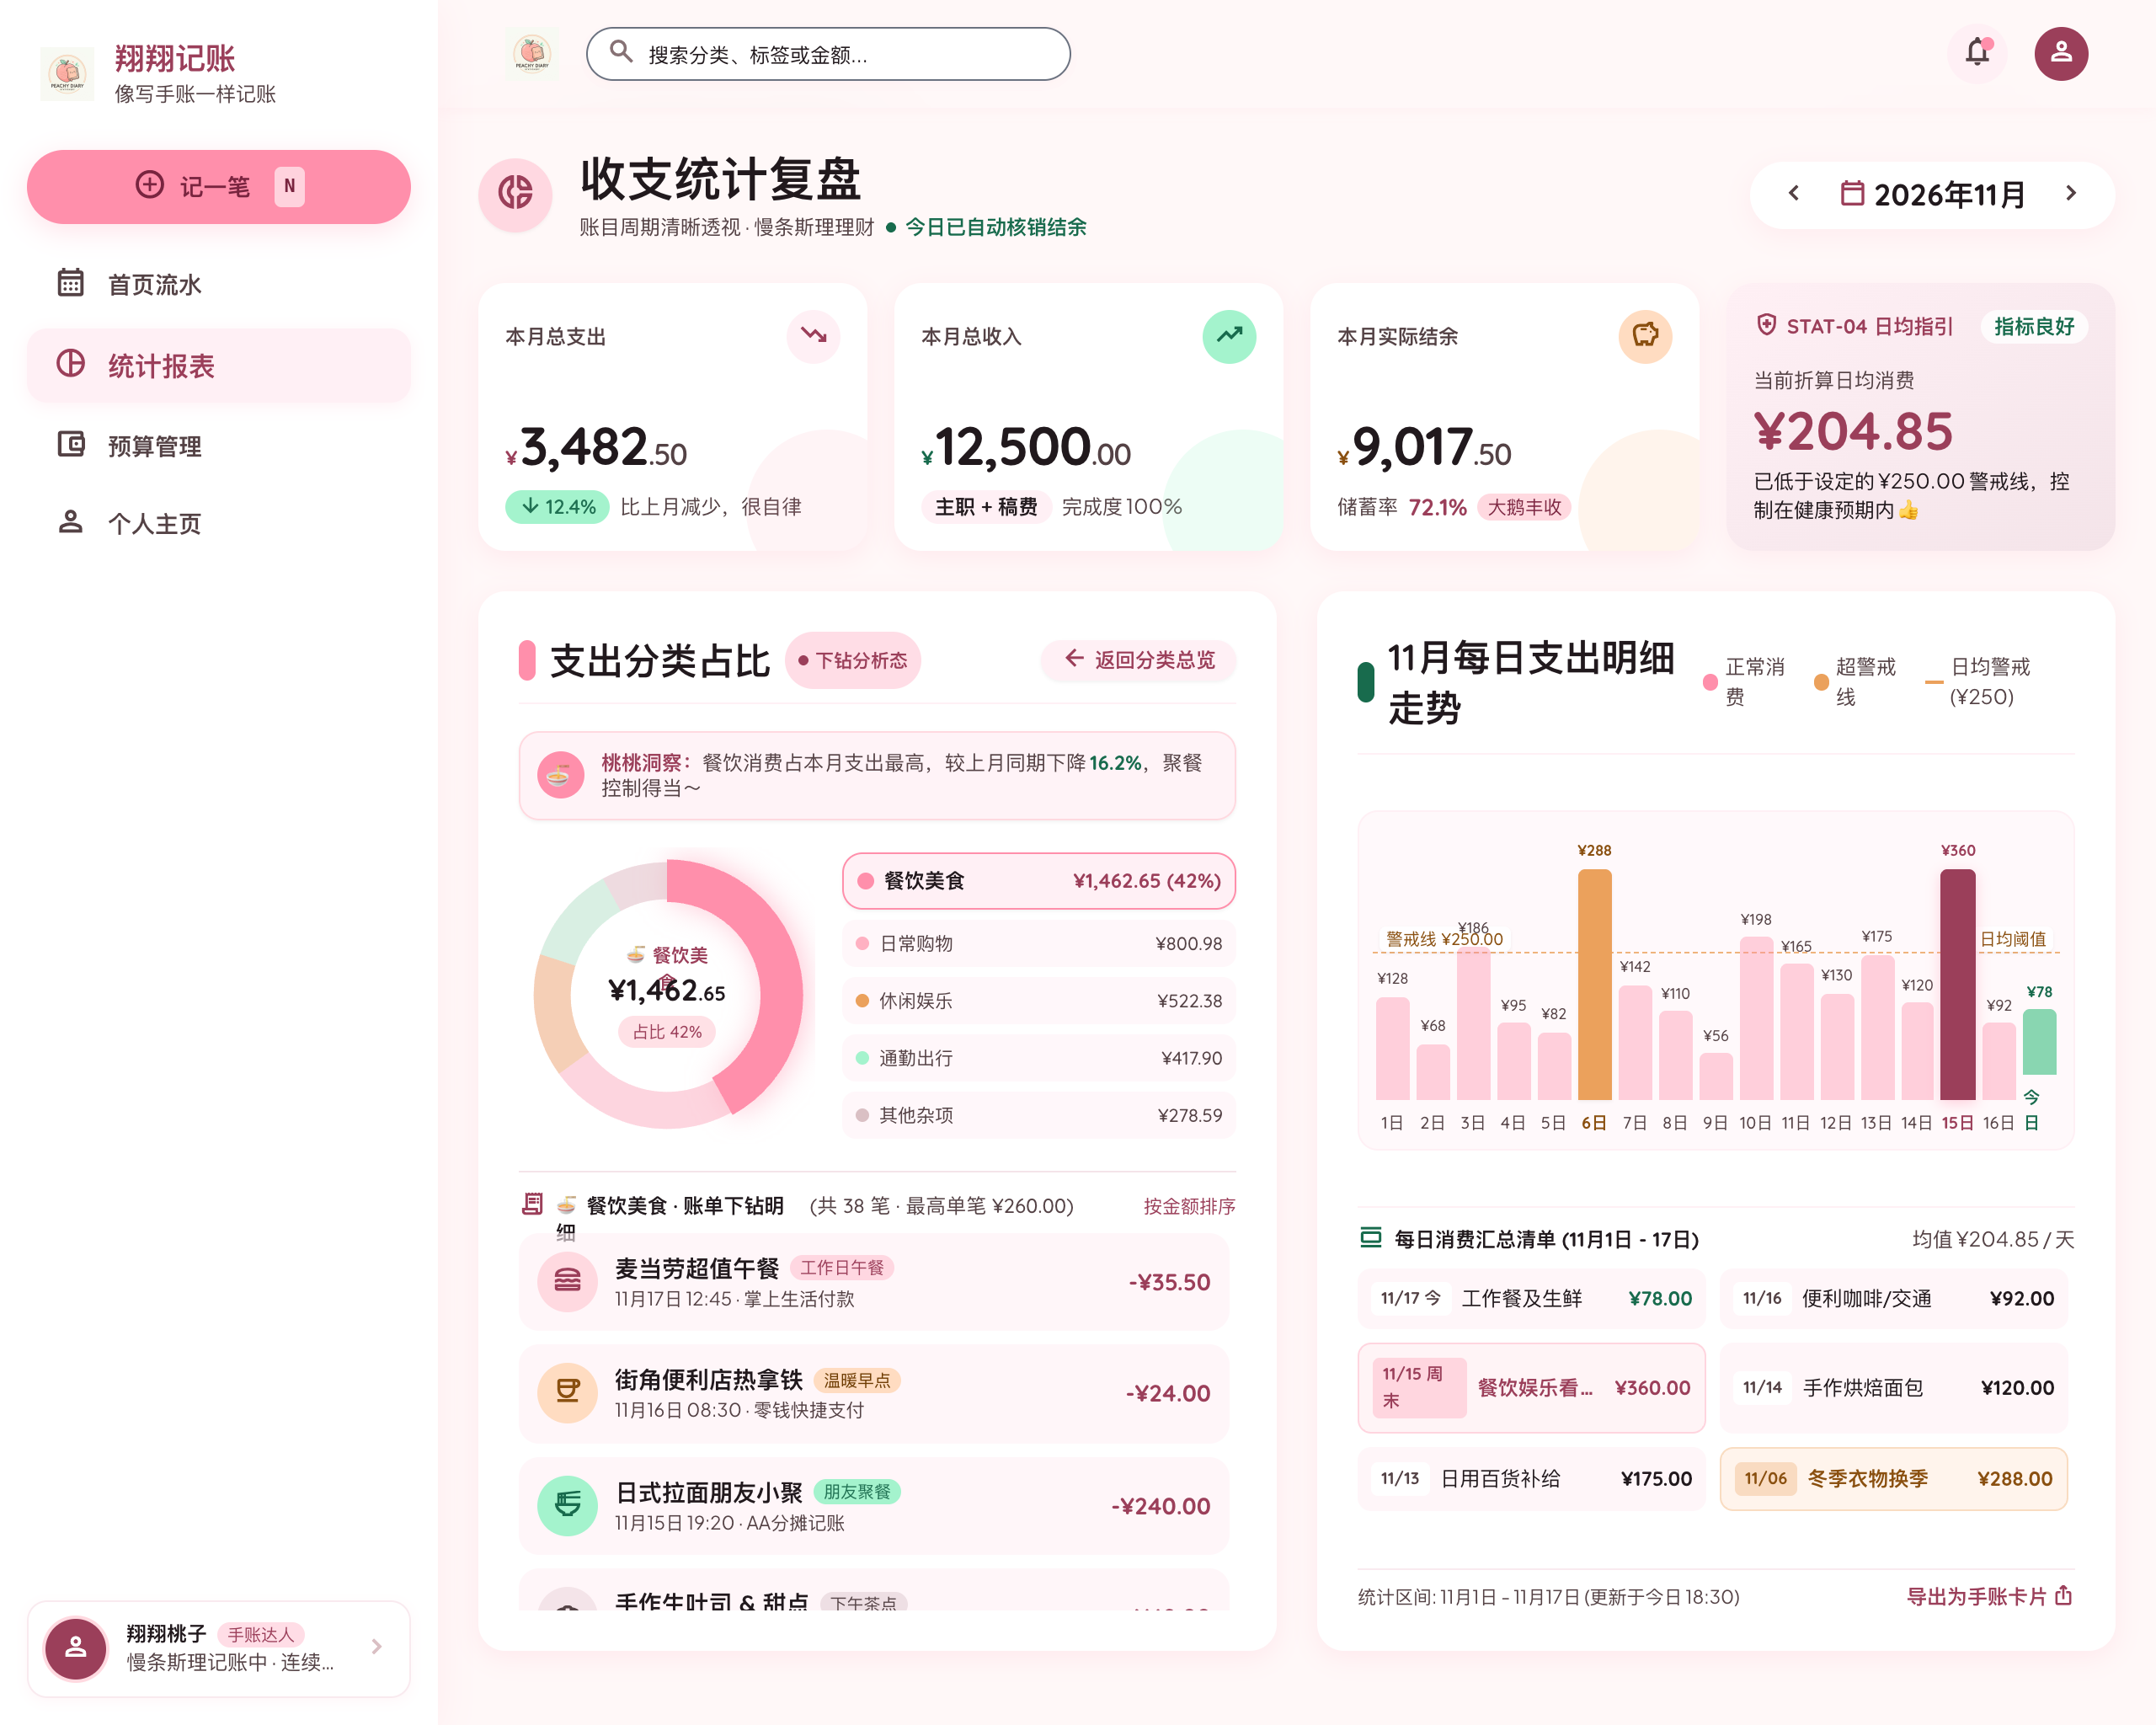 翔翔记账
像写手账一样记账
记一笔 N
首页流水
统计报表
预算管理
个人主页
翔翔桃子 手账达人
慢条斯理记账中 · 连续...
PEACHY DIARY
PEACHY DIARY
搜索分类、标签或金额...
收支统计复盘
账目周期清晰透视 · 慢条斯理理财 今日已自动核销结余
2026年11月
本月总支出
¥3,482.50
12.4% 比上月减少，很自律
本月总收入
¥12,500.00
主职 + 稿费 完成度 100%
本月实际结余
¥9,017.50
储蓄率 72.1% 大鹅丰收
STAT-04 日均指引 指标良好
当前折算日均消费
¥204.85
已低于设定的 ¥250.00 警戒线，控
制在健康预期内👍
支出分类占比 下钻分析态 返回分类总览
桃桃洞察：餐饮消费占本月支出最高，较上月同期下降 16.2%，聚餐
控制得当～
🍜 餐饮美
食
¥1,462.65
占比 42%
餐饮美食 ¥1,462.65 (42%)
日常购物 ¥800.98
休闲娱乐 ¥522.38
通勤出行 ¥417.90
其他杂项 ¥278.59
🍜 餐饮美食 · 账单下钻明 (共 38 笔 · 最高单笔 ¥260.00) 按金额排序
细
麦当劳超值午餐 工作日午餐
11月17日 12:45 · 掌上生活付款
-¥35.50
街角便利店热拿铁 温暖早点
11月16日 08:30 · 零钱快捷支付
-¥24.00
日式拉面朋友小聚 朋友聚餐
11月15日 19:20 · AA分摊记账
-¥240.00
手作生吐司 & 甜点 下午茶点
11月每日支出明细
走势
正常消
费
超警戒
线
日均警戒
(¥250)
警戒线 ¥250.00
日均阈值
¥128 ¥68 ¥186 ¥95 ¥82 ¥288 ¥142 ¥110 ¥56 ¥198 ¥165 ¥130 ¥175 ¥120 ¥360 ¥92 ¥78
1日 2日 3日 4日 5日 6日 7日 8日 9日 10日 11日 12日 13日 14日 15日 16日 今
日
每日消费汇总清单 (11月1日 - 17日) 均值 ¥204.85 / 天
11/17 今 工作餐及生鲜 ¥78.00
11/16 便利咖啡/交通 ¥92.00
11/15 周
末
餐饮娱乐看... ¥360.00
11/14 手作烘焙面包 ¥120.00
11/13 日用百货补给 ¥175.00
11/06 冬季衣物换季 ¥288.00
统计区间: 11月1日 - 11月17日 (更新于今日 18:30) 导出为手账卡片